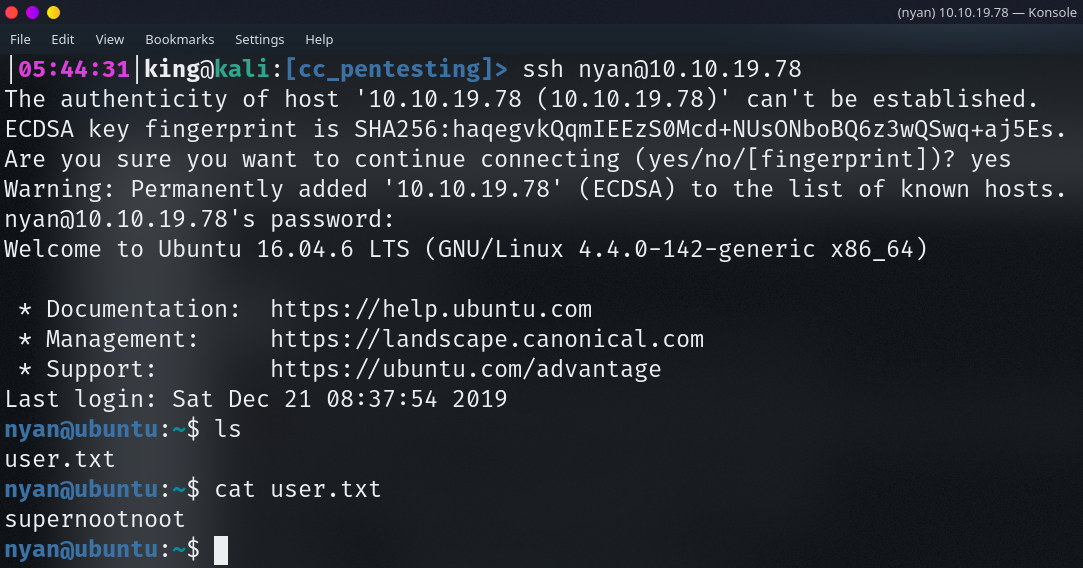 (nyan) 10.10.19.78 — Konsole
File Edit View Bookmarks Settings Help
|05:44:31|king@kali:[cc_pentesting]> ssh nyan@10.10.19.78
The authenticity of host '10.10.19.78 (10.10.19.78)' can't be established.
ECDSA key fingerprint is SHA256:haqegvkQqmIEEzS0Mcd+NUsONboBQ6z3wQSwq+aj5Es.
Are you sure you want to continue connecting (yes/no/[fingerprint])? yes
Warning: Permanently added '10.10.19.78' (ECDSA) to the list of known hosts.
nyan@10.10.19.78's password:
Welcome to Ubuntu 16.04.6 LTS (GNU/Linux 4.4.0-142-generic x86_64)
* Documentation: https://help.ubuntu.com
* Management: https://landscape.canonical.com
* Support: https://ubuntu.com/advantage
Last login: Sat Dec 21 08:37:54 2019
nyan@ubuntu:~$ ls
user.txt
nyan@ubuntu:~$ cat user.txt
supernootnoot
nyan@ubuntu:~$